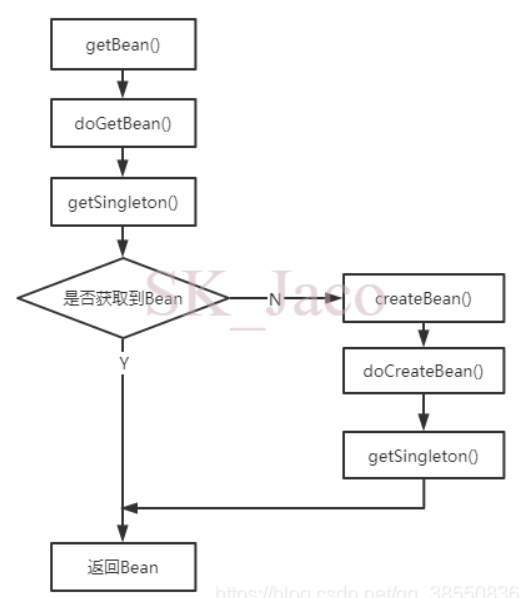 getBean()
doGetBean()
getSingleton()
是否获取到Bean
N
createBean()
SK_Jaco
Y
doCreateBean()
getSingleton()
返回Bean
https://blog.csdn.net/qq_38550836